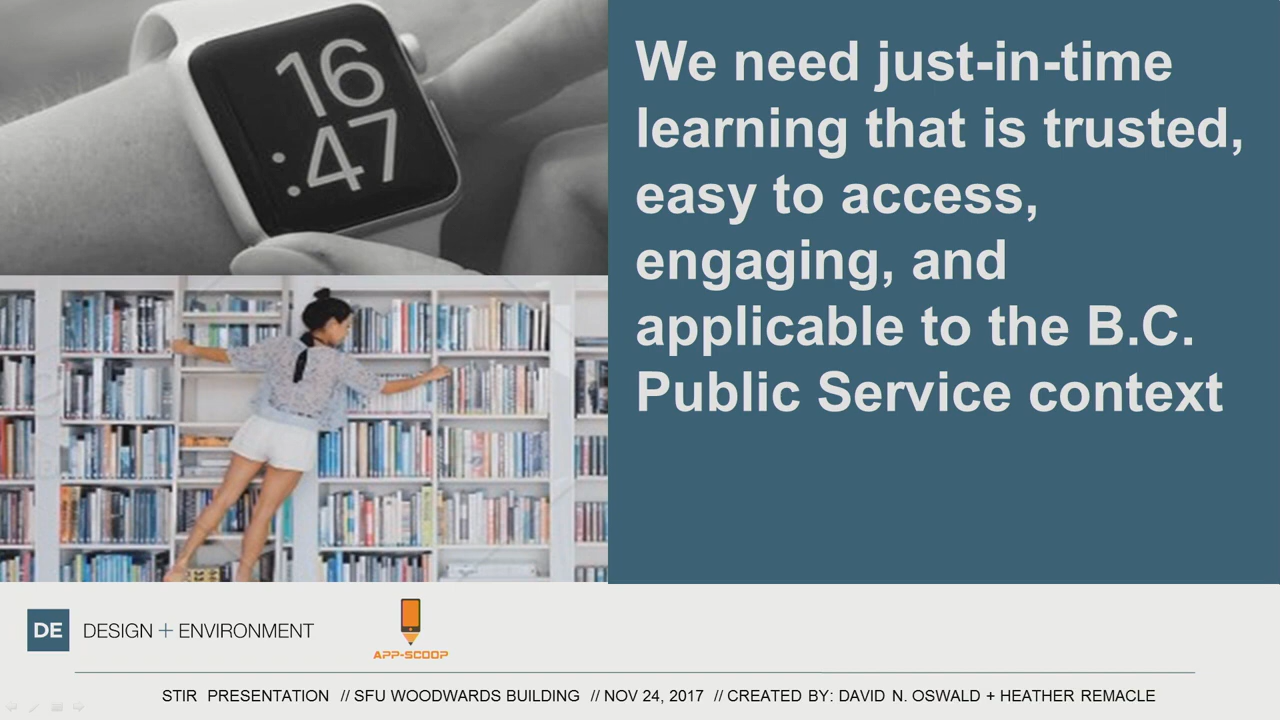 16
:47
We need just-in-time
learning that is trusted,
easy to access,
engaging, and
applicable to the B.C.
Public Service context
DE DESIGN + ENVIRONMENT
APP-SCOOP
STIR PRESENTATION // SFU WOODWARDS BUILDING // NOV 24, 2017 // CREATED BY: DAVID N. OSWALD + HEATHER REMACLE